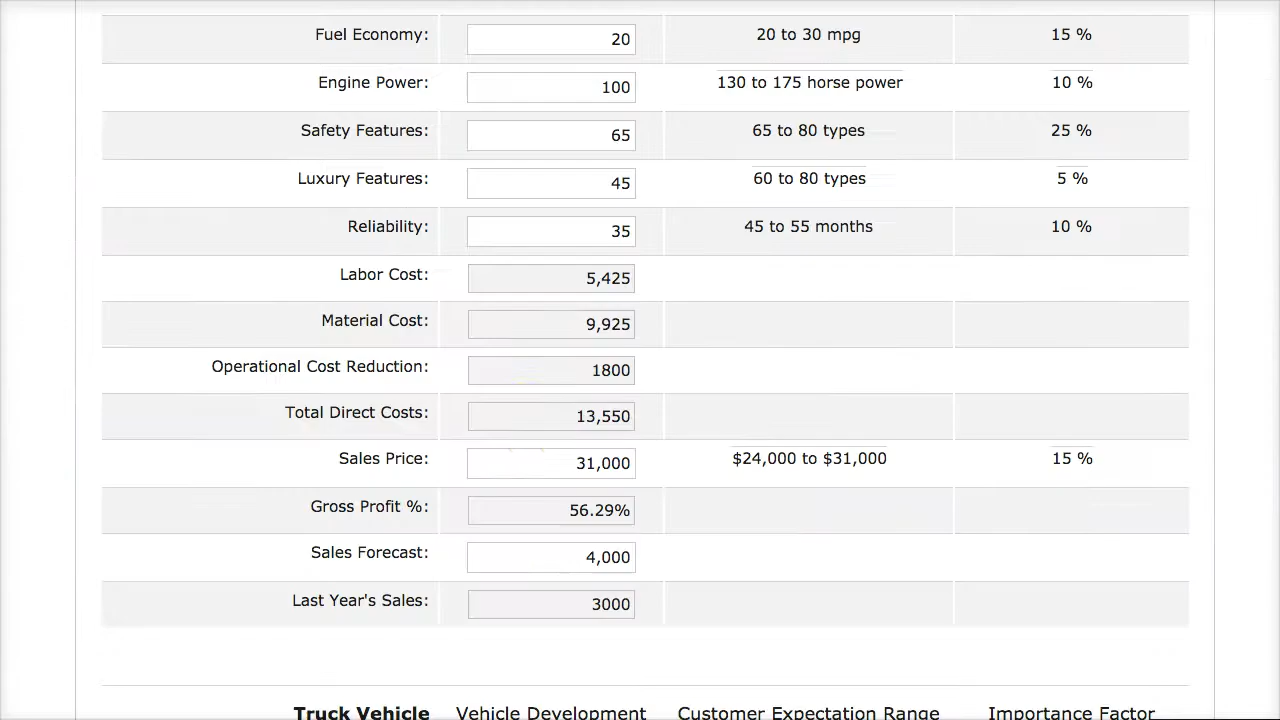 Fuel Economy: 20 20 to 30 mpg 15 %
Engine Power: 100 130 to 175 horse power 10 %
Safety Features: 65 65 to 80 types 25 %
Luxury Features: 45 60 to 80 types 5 %
Reliability: 35 45 to 55 months 10 %
Labor Cost: 5,425
Material Cost: 9,925
Operational Cost Reduction: 1800
Total Direct Costs: 13,550
Sales Price: 31,000 $24,000 to $31,000 15 %
Gross Profit %: 56.29%
Sales Forecast: 4,000
Last Year's Sales: 3000
Truck Vehicle Vehicle Development Customer Expectation Range Importance Factor